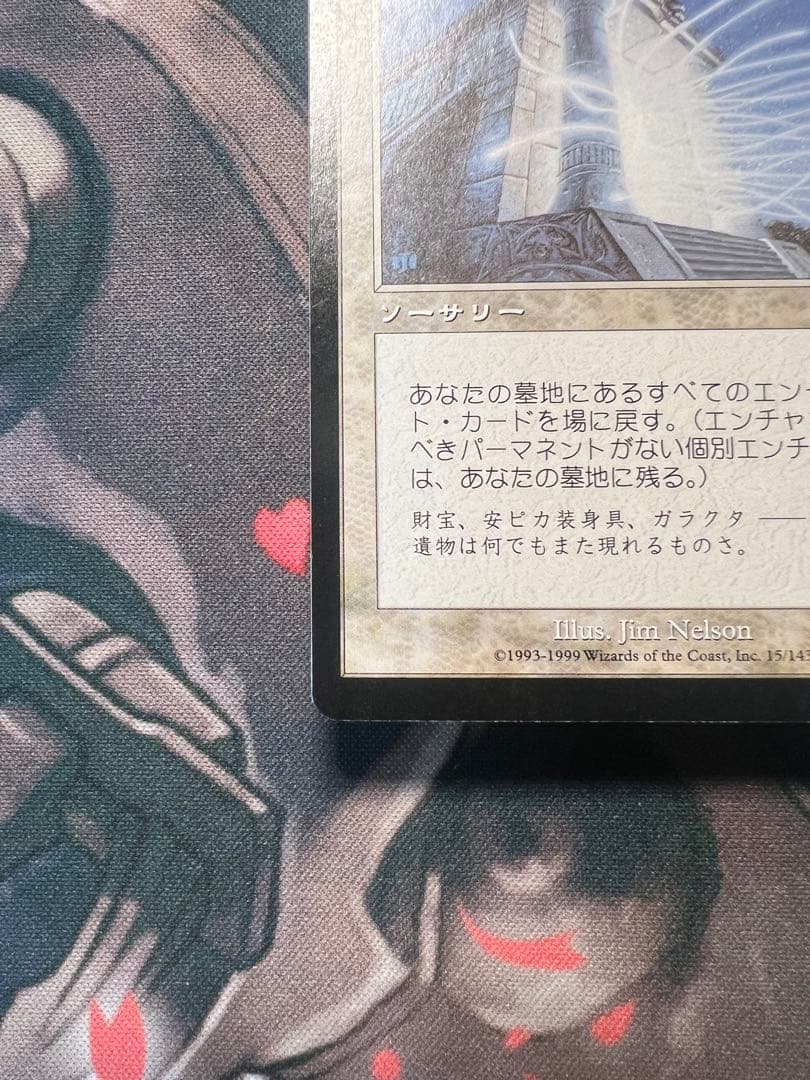 ソーサリー
あなたの墓地にあるすべてのエン
ト・カードを場に戻す。（エンチャ
べきパーマネントがない個別エンチ
は、あなたの墓地に残る。）
財宝、安ピカ装身具、ガラクタ ──
遺物は何でもまた現れるものさ。
Illus. Jim Nelson
©1993-1999 Wizards of the Coast, Inc. 15/143